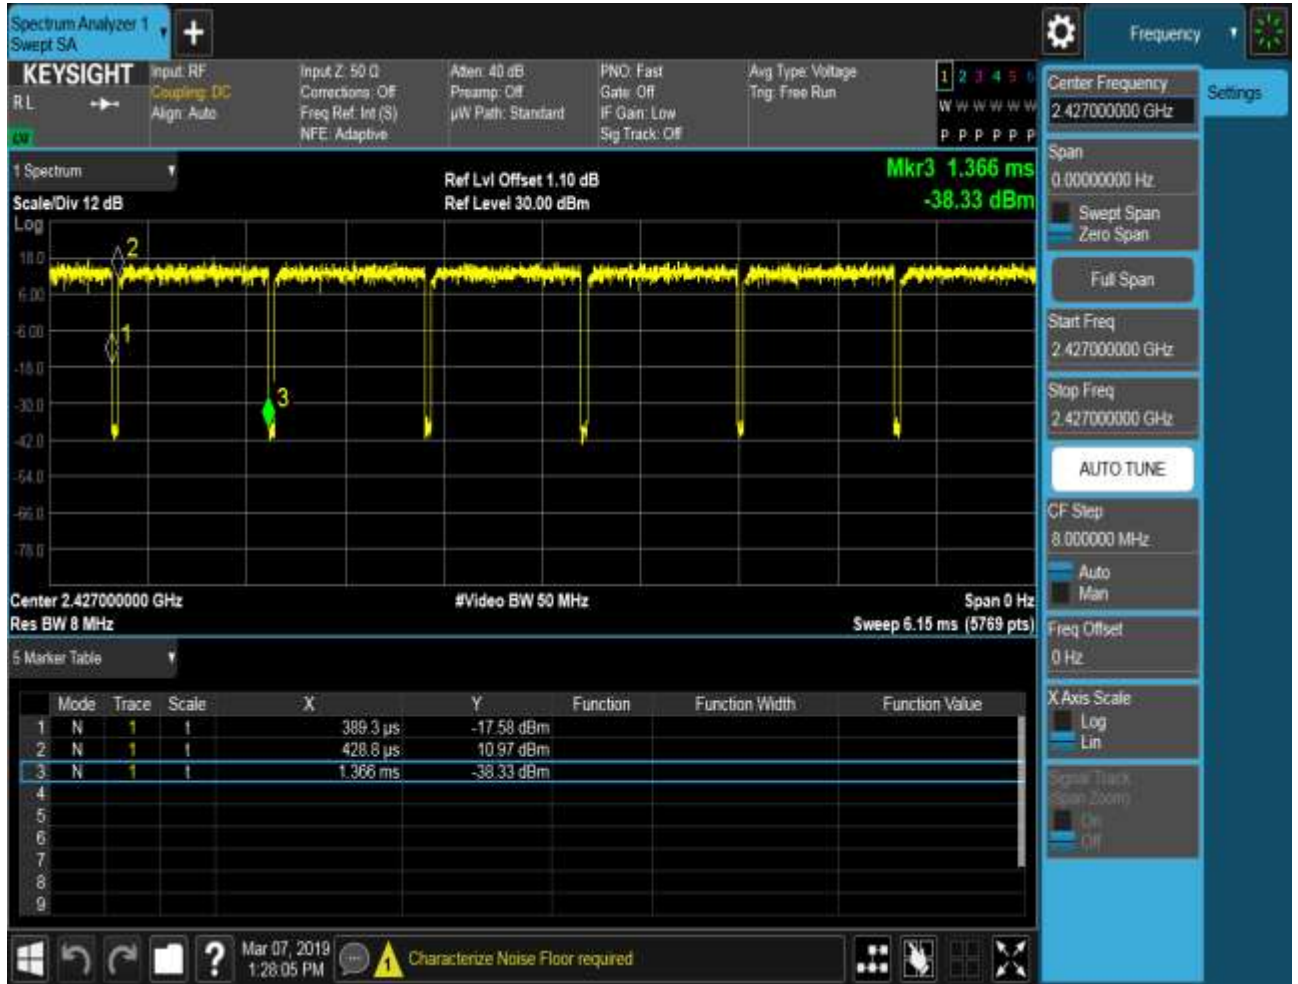 Spectrum Analyzer 1
Swept SA
+
Frequency
KEYSIGHT
RL
Input: RF
Coupling: DC
Align: Auto
Input Z: 50 Ω
Corrections: Off
Freq Ref: Int (S)
NFE: Adaptive
Atten: 40 dB
Preamp: Off
µW Path: Standard
PNO: Fast
Gate: Off
IF Gain: Low
Sig Track: Off
Avg Type: Voltage
Trig: Free Run
1 2 3 4 5 6
W W W W W W
P P P P P P
1 Spectrum
Scale/Div 12 dB
Ref Lvl Offset 1.10 dB
Ref Level 30.00 dBm
Mkr3 1.366 ms
-38.33 dBm
Log
18.0
6.00
-6.00
-18.0
-30.0
-42.0
-54.0
-66.0
-78.0
2
1
3
Center 2.427000000 GHz
#Video BW 50 MHz
Span 0 Hz
Res BW 8 MHz
Sweep 6.15 ms (5769 pts)
5 Marker Table
Mode Trace Scale X Y Function Function Width Function Value
1 N 1 t 389.3 µs -17.58 dBm
2 N 1 t 428.8 µs 10.97 dBm
3 N 1 t 1.366 ms -38.33 dBm
4
5
6
7
8
9
Center Frequency
2.427000000 GHz
Settings
Span
0.00000000 Hz
Swept Span
Zero Span
Full Span
Start Freq
2.427000000 GHz
Stop Freq
2.427000000 GHz
AUTO TUNE
CF Step
8.000000 MHz
Auto
Man
Freq Offset
0 Hz
X Axis Scale
Log
Lin
Signal Track
(Span Zoom)
On
Off
?
Mar 07, 2019
1:28:05 PM
1
Characterize Noise Floor required